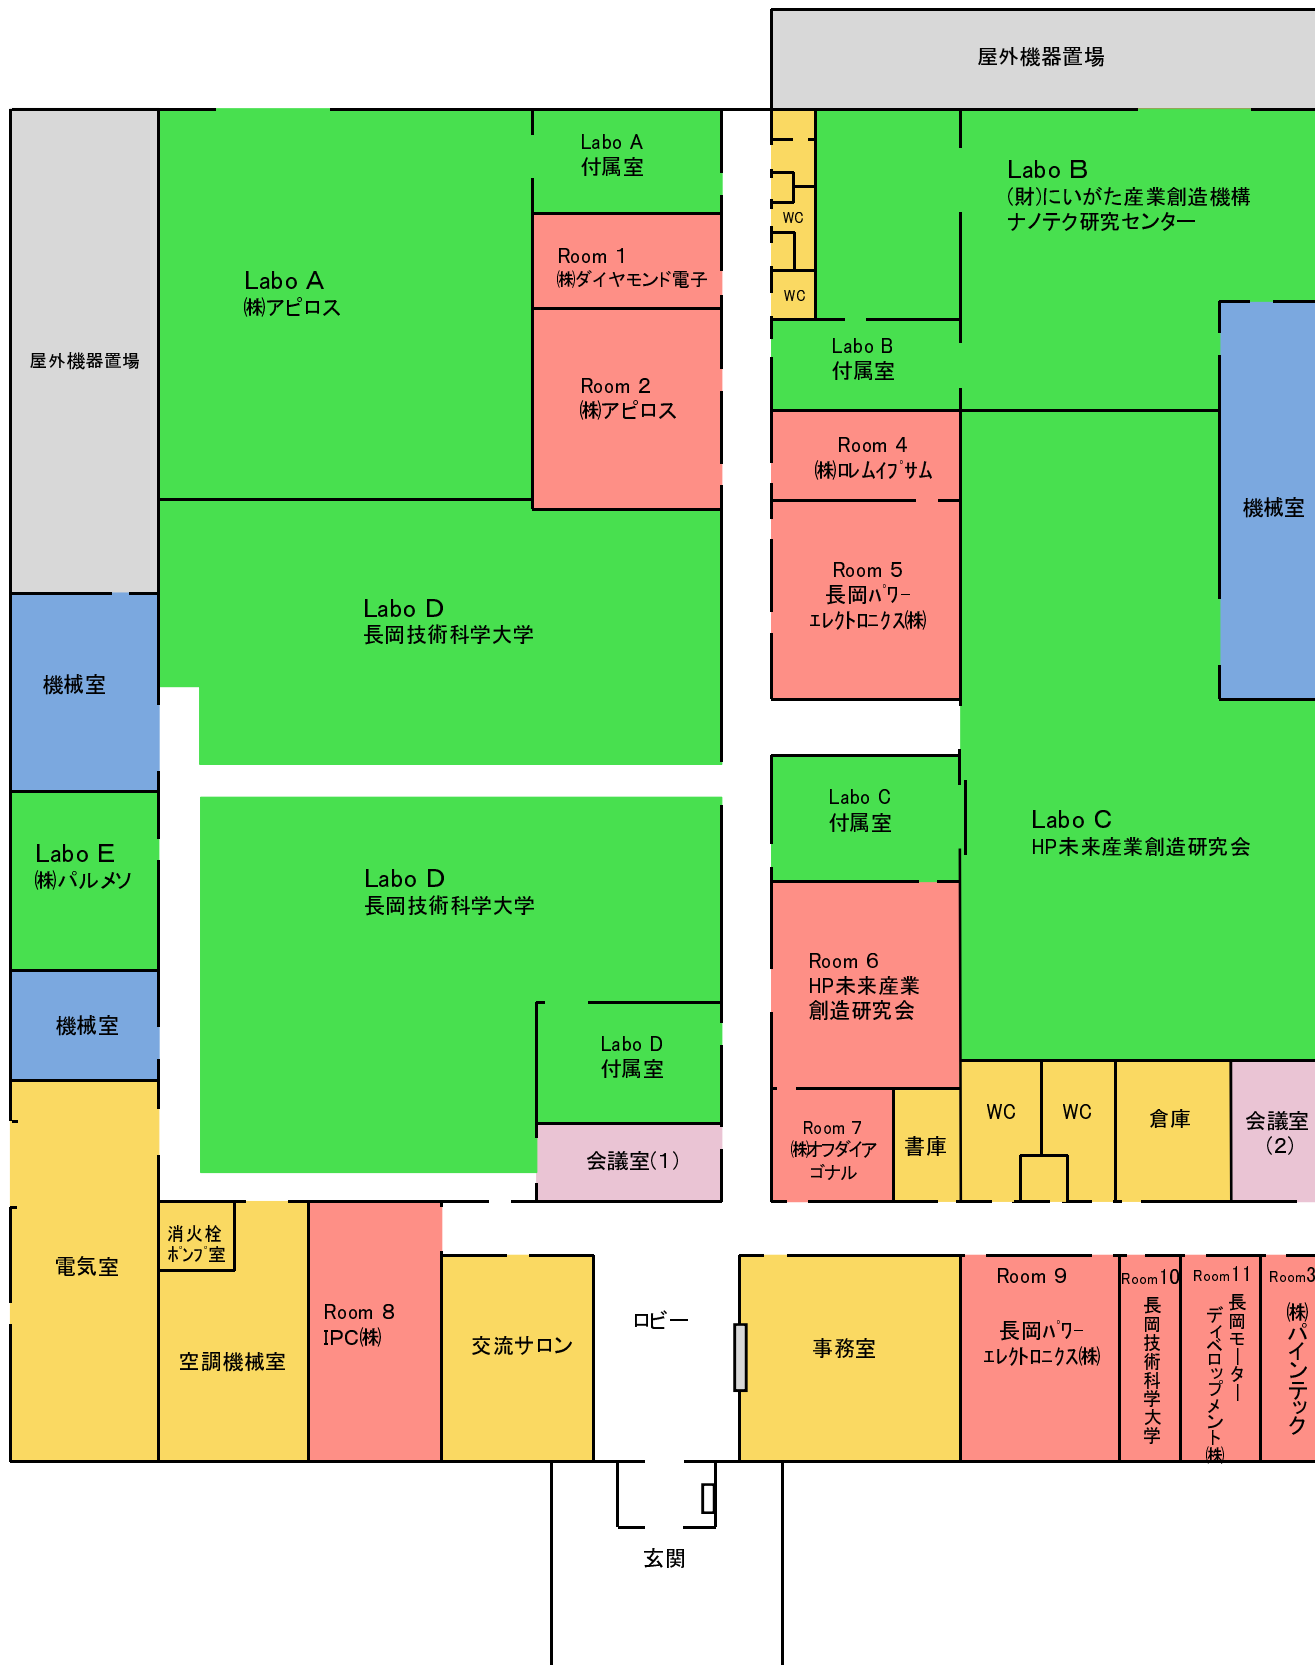 屋外機器置場
Labo A
付属室
Labo B
(財)にいがた産業創造機構
ナノテク研究センター
WC
WC
Room 1
㈱ダイヤモンド電子
Labo A
㈱アピロス
屋外機器置場
Room 2
㈱アピロス
Labo B
付属室
Room 4
㈱ﾛﾚﾑｲﾌﾟｻﾑ
機械室
Room 5
長岡ﾊﾟﾜｰ
ｴﾚｸﾄﾛﾆｸｽ㈱
Labo D
長岡技術科学大学
機械室
Labo C
付属室
Labo C
HP未来産業創造研究会
Labo E
㈱パルメソ
Labo D
長岡技術科学大学
Room 6
HP未来産業
創造研究会
機械室
Labo D
付属室
WC
WC
倉庫
会議室
(2)
Room 7
㈱オフダイア
ゴナル
書庫
会議室(1)
消火栓
ﾎﾟﾝﾌﾟ室
電気室
空調機械室
Room 8
IPC㈱
交流サロン
ロビー
事務室
Room 9
長岡ﾊﾟﾜｰ
ｴﾚｸﾄﾛﾆｸｽ㈱
Room10
長岡技術科学大学
Room11
長岡モーター
ディベロップメント㈱
Room3
㈱パインテック
玄関